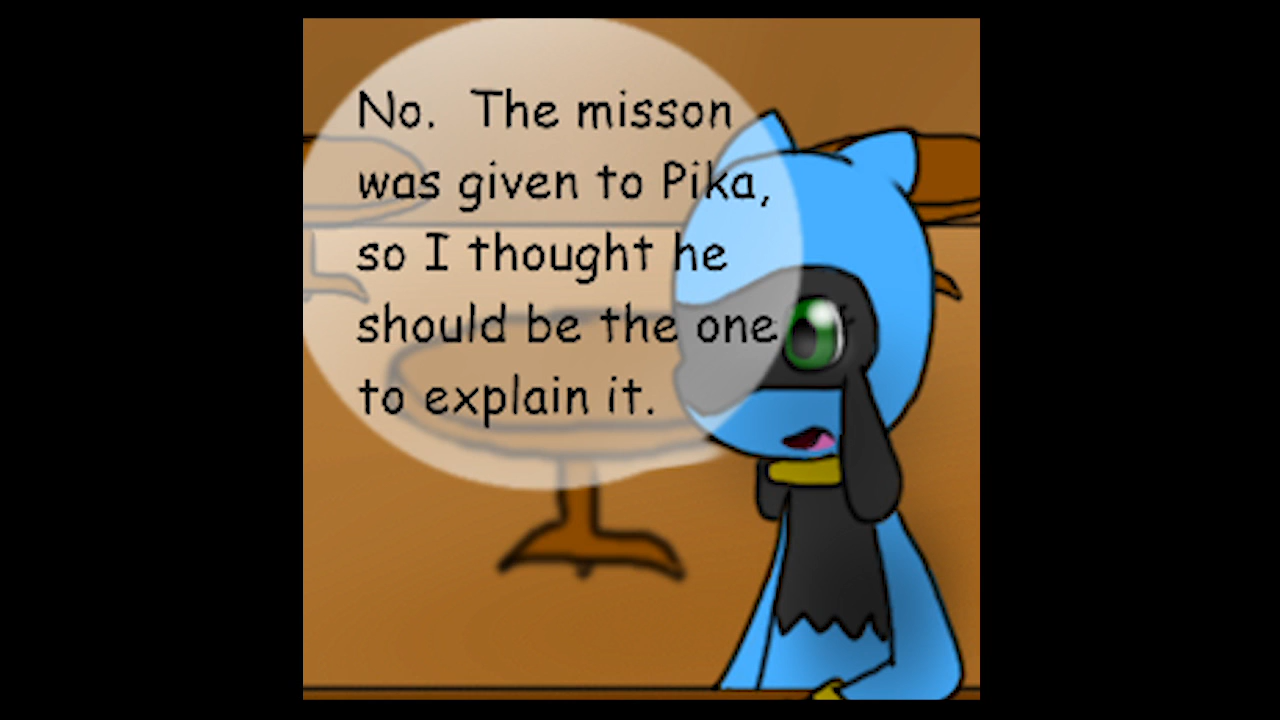 No. The misson
was given to Pika,
so I thought he
should be the one
to explain it.